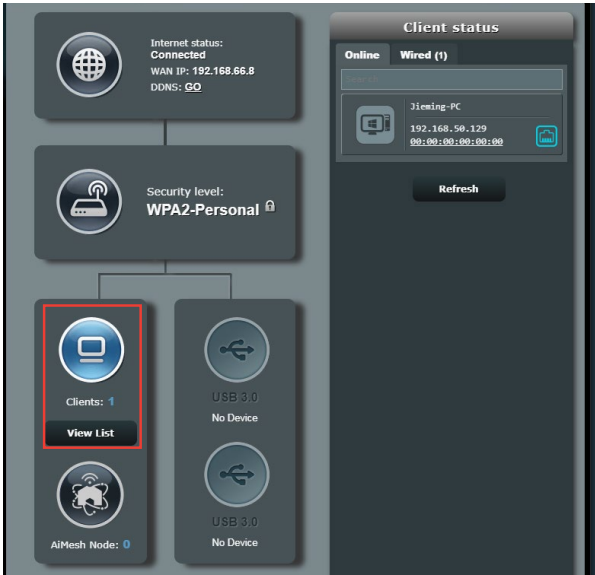 Internet status:
Connected
WAN IP: 192.168.66.8
DDNS: GO
Security level:
WPA2-Personal
Clients: 1
View List
AiMesh Node: 0
USB 3.0
No Device
USB 3.0
No Device
Client status
Online Wired (1)
Search
Jieming-PC
192.168.50.129
00:00:00:00:00:00
Refresh